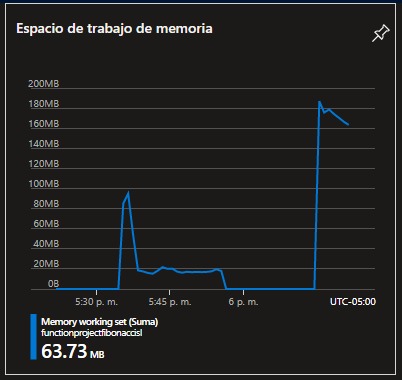 Espacio de trabajo de memoria
200MB
180MB
160MB
140MB
120MB
100MB
80MB
60MB
40MB
20MB
0B
5:30 p. m.
5:45 p. m.
6 p. m.
UTC-05:00
Memory working set (Suma)
functionprojectfibonaccisl
63.73 MB